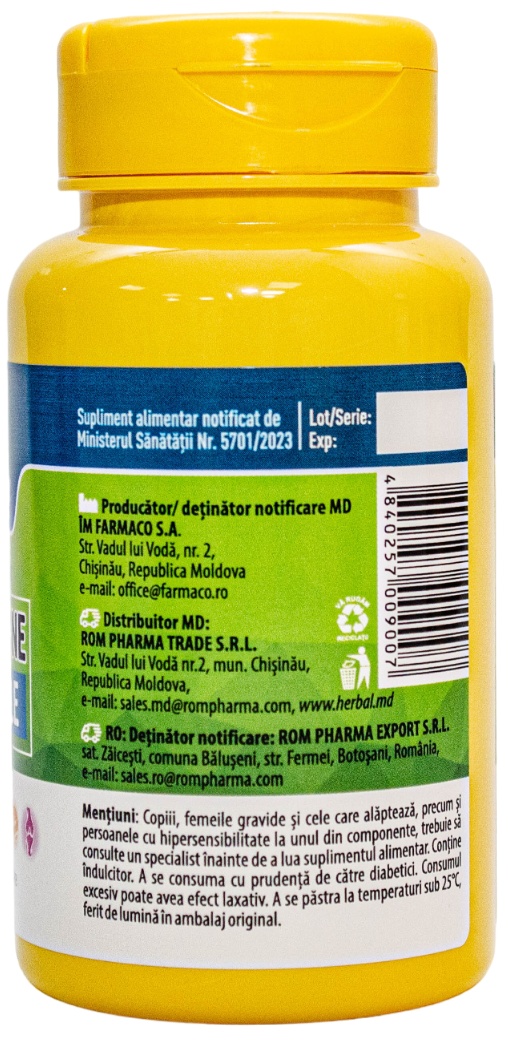 Supliment alimentar notificat de
Ministerul Sănătății Nr. 5701/2023
Lot/Serie:
Exp:
Producător/ deținător notificare MD
ÎM FARMACO S.A.
Str. Vadul lui Vodă, nr. 2,
Chișinău, Republica Moldova
e-mail: office@farmaco.ro
Distribuitor MD:
ROM PHARMA TRADE S.R.L.
Str. Vadul lui Vodă nr.2, mun. Chișinău,
Republica Moldova,
e-mail: sales.md@rompharma.com, www.herbal.md
RO: Deținător notificare: ROM PHARMA EXPORT S.R.L.
sat. Zăicești, comuna Bălușeni, str. Fermei, Botoșani, România,
e-mail: sales.ro@rompharma.com
4840257009007
VĂ RUGĂM
RECICLAȚI
Mențiuni: Copiii, femeile gravide și cele care alăptează, precum și
persoanele cu hipersensibilitate la unul din componente, trebuie să
consulte un specialist înainte de a lua suplimentul alimentar. Conține
îndulcitor. A se consuma cu prudență de către diabetici. Consumul
excesiv poate avea efect laxativ. A se păstra la temperaturi sub 25°C,
ferit de lumină în ambalaj original.